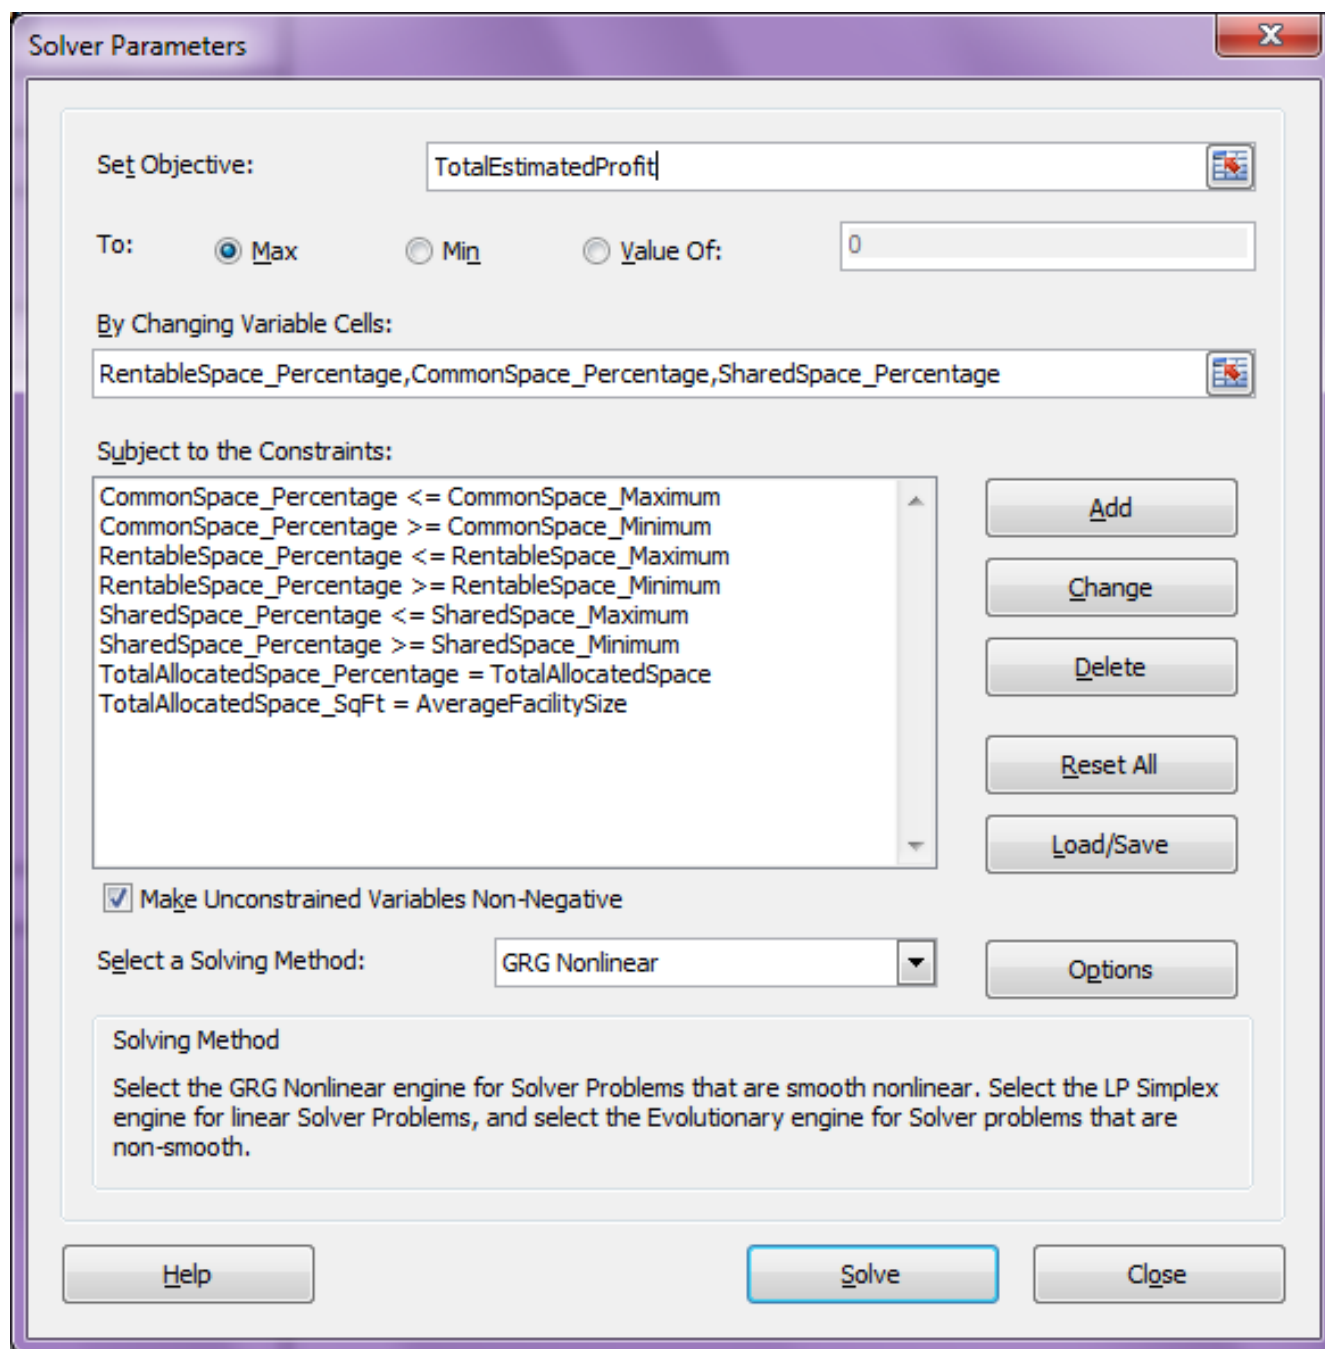 Solver Parameters
Set Objective:
TotalEstimatedProfit
To:
Max
Min
Value Of:
0
By Changing Variable Cells:
RentableSpace_Percentage,CommonSpace_Percentage,SharedSpace_Percentage
Subject to the Constraints:
CommonSpace_Percentage <= CommonSpace_Maximum
CommonSpace_Percentage >= CommonSpace_Minimum
RentableSpace_Percentage <= RentableSpace_Maximum
RentableSpace_Percentage >= RentableSpace_Minimum
SharedSpace_Percentage <= SharedSpace_Maximum
SharedSpace_Percentage >= SharedSpace_Minimum
TotalAllocatedSpace_Percentage = TotalAllocatedSpace
TotalAllocatedSpace_SqFt = AverageFacilitySize
Add
Change
Delete
Reset All
Load/Save
Make Unconstrained Variables Non-Negative
Select a Solving Method:
GRG Nonlinear
Options
Solving Method
Select the GRG Nonlinear engine for Solver Problems that are smooth nonlinear. Select the LP Simplex
engine for linear Solver Problems, and select the Evolutionary engine for Solver problems that are
non-smooth.
Help
Solve
Close